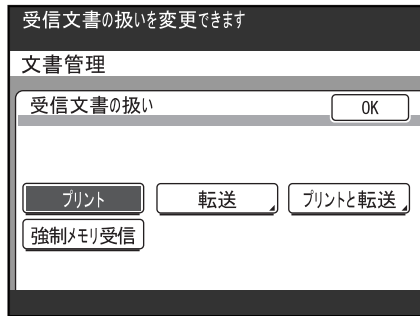 受信文書の扱いを変更できます
文書管理
受信文書の扱い
OK
プリント
転送
プリントと転送
強制メモリ受信